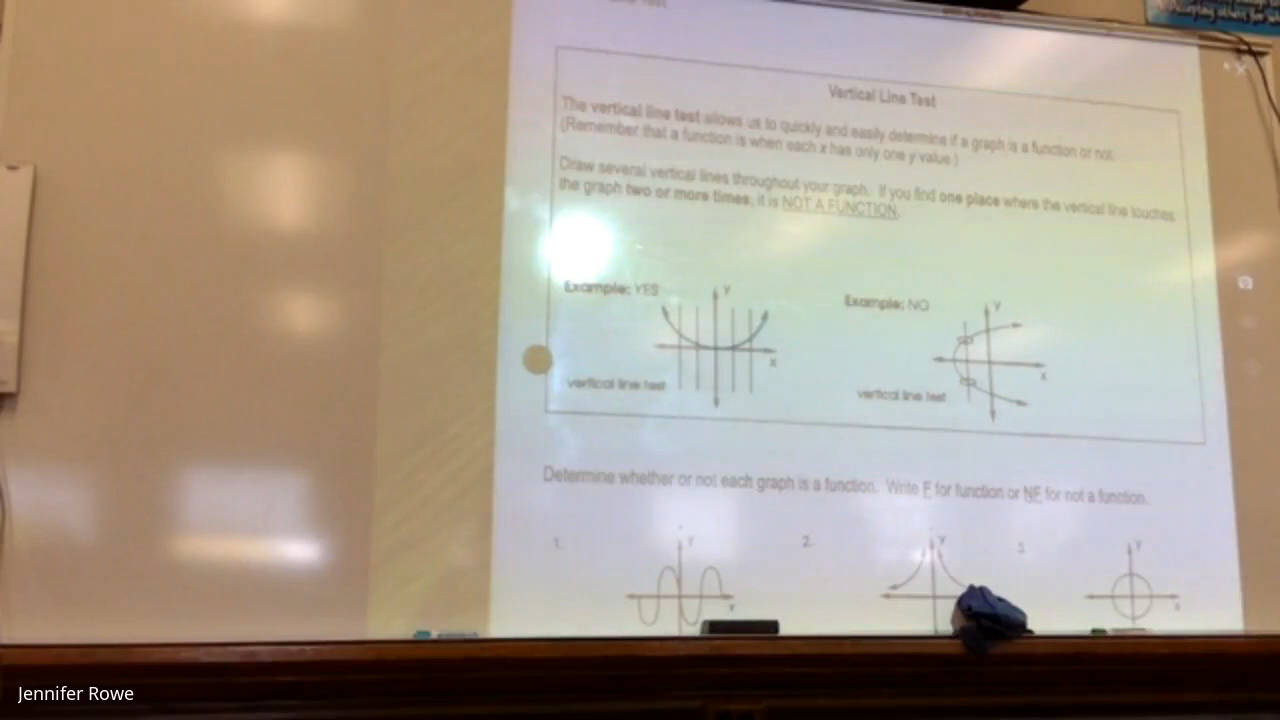 Vertical Line Test
The vertical line test allows us to quickly and easily determine if a graph is a function or not.
(Remember that a function is when each x has only one y value.)
Draw several vertical lines throughout your graph. If you find one place where the vertical line touches
the graph two or more times, it is NOT A FUNCTION.
Example: YES
Y
X
vertical line test
Example: NO
Y
X
vertical line test
Determine whether or not each graph is a function. Write F for function or NF for not a function.
1.
Y
2.
Y
3.
Y
X
Jennifer Rowe